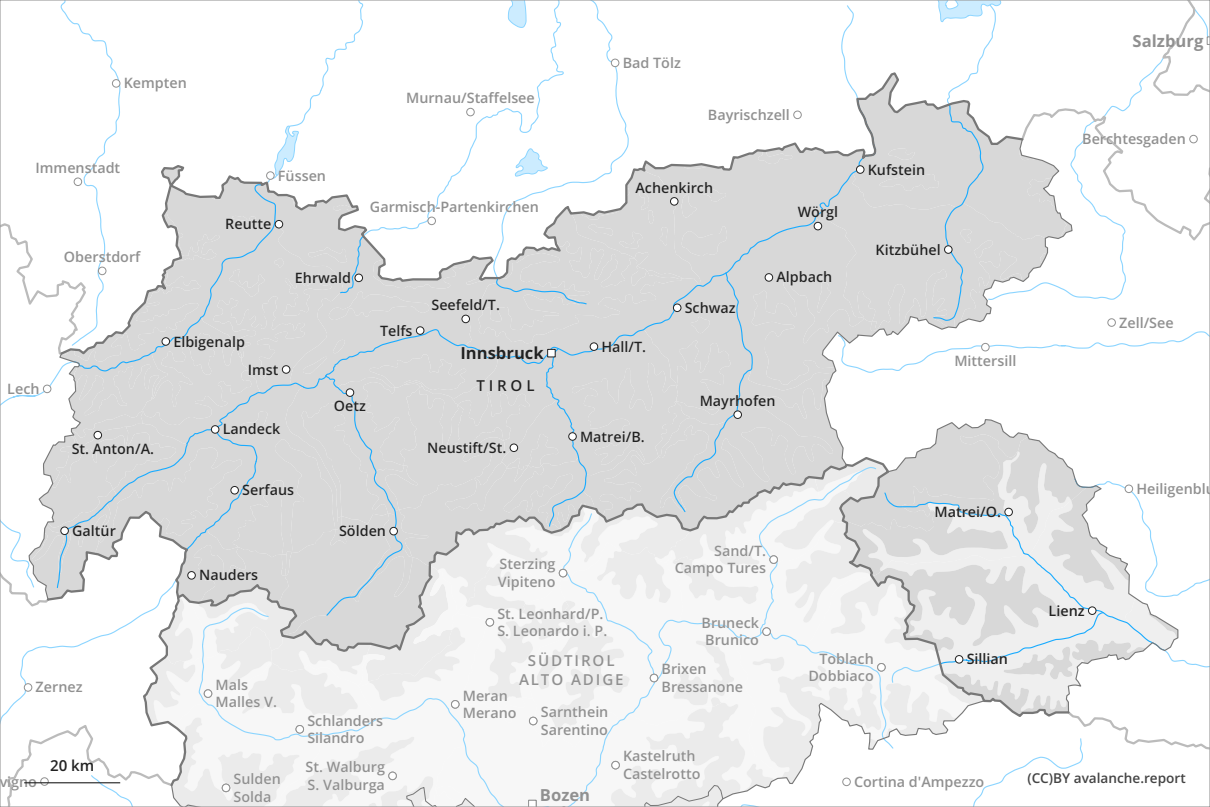 Salzburg
Bad Tölz
Kempten
Murnau/Staffelsee
Bayrischzell
Berchtesgaden
Immenstadt
Füssen
Kufstein
Achenkirch
Garmisch-Partenkirchen
Wörgl
Reutte
Kitzbühel
Oberstdorf
Ehrwald
Alpbach
Seefeld/T.
Schwaz
Zell/See
Telfs
Elbigenalp
Innsbruck
Hall/T.
Mittersill
Imst
TIROL
Lech
Oetz
Mayrhofen
Landeck
Matrei/B.
St. Anton/A.
Neustift/St.
Serfaus
Heiligenblu
Matrei/O.
Galtür
Sölden
Sand/T.
Campo Tures
Sterzing
Vipiteno
Nauders
Lienz
St. Leonhard/P.
S. Leonardo i. P.
Bruneck
Brunico
SÜDTIROL
ALTO ADIGE
Toblach
Dobbiaco
Sillian
Brixen
Bressanone
Zernez
Mals
Malles V.
Meran
Merano
Sarnthein
Sarentino
Schlanders
Silandro
Kastelruth
Castelrotto
20 km
St. Walburg
S. Valburga
vigno
Sulden
Solda
Cortina d'Ampezzo
(CC)BY avalanche.report
Bozen